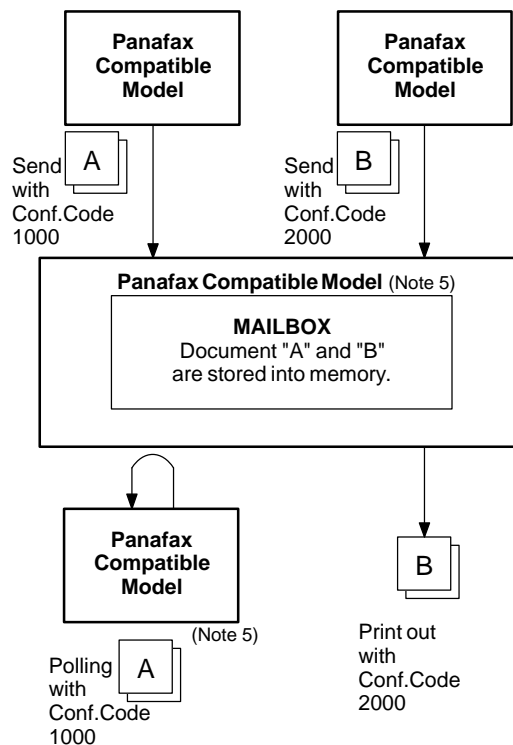 Panafax
Compatible
Model
Panafax
Compatible
Model
A
Send
with
Conf.Code
1000
B
Send
with
Conf.Code
2000
Panafax Compatible Model (Note 5)
MAILBOX
Document "A" and "B"
are stored into memory.
Panafax
Compatible
Model
(Note 5)
A
Polling
with
Conf.Code
1000
B
Print out
with
Conf.Code
2000